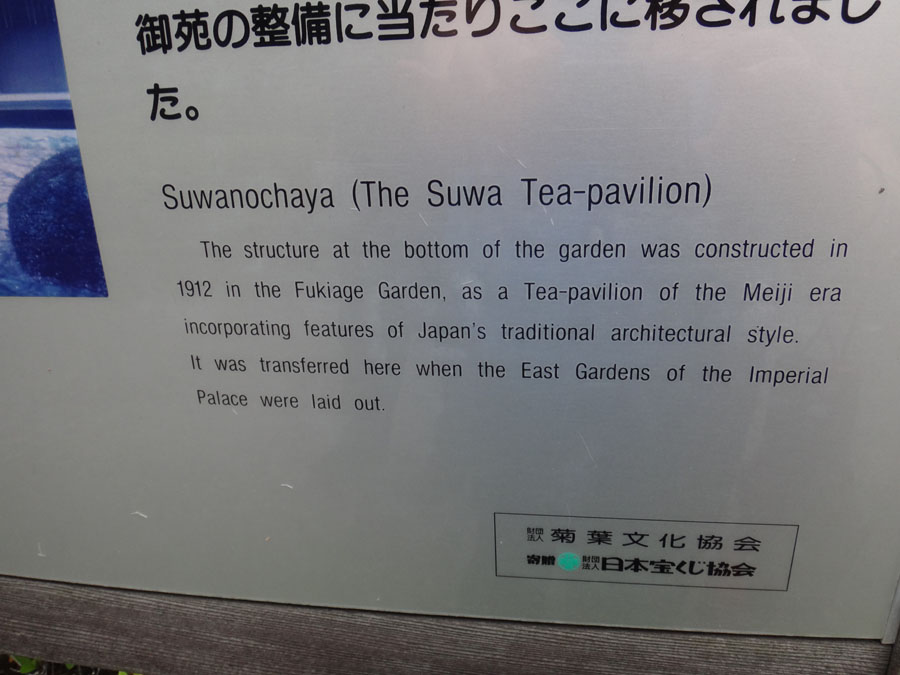 御苑の整備に当たりここに移されまし
た。
Suwanochaya (The Suwa Tea-pavilion)
The structure at the bottom of the garden was constructed in
1912 in the Fukiage Garden, as a Tea-pavilion of the Meiji era
incorporating features of Japan's traditional architectural style.
It was transferred here when the East Gardens of the Imperial
Palace were laid out.
財団法人 菊葉文化協会
寄贈 財団法人 日本宝くじ協会